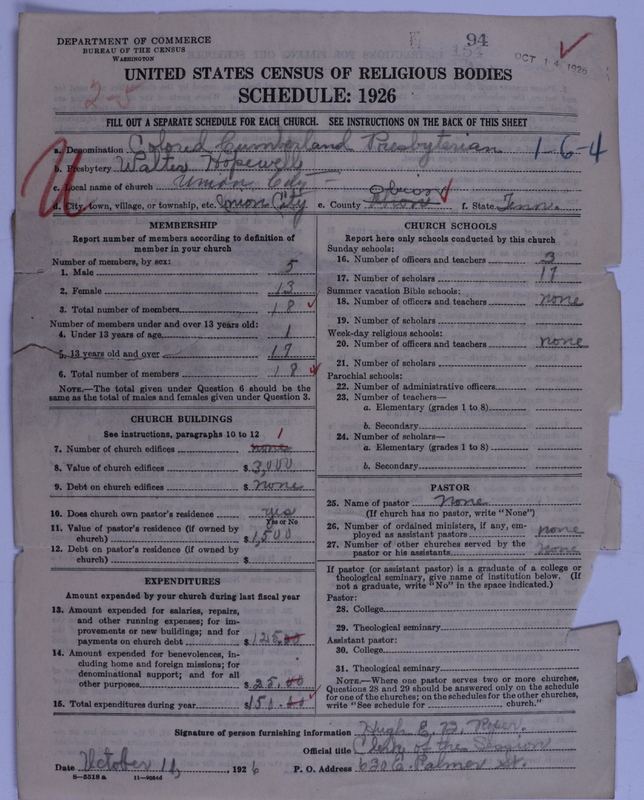 DEPARTMENT OF COMMERCE
BUREAU OF THE CENSUS
WASHINGTON
94
OCT 14 1926
UNITED STATES CENSUS OF RELIGIOUS BODIES
SCHEDULE: 1926
2-5
FILL OUT A SEPARATE SCHEDULE FOR EACH CHURCH. SEE INSTRUCTIONS ON THE BACK OF THIS SHEET
a. Denomination Colored Cumberland Presbyterian 1-6-4
b. Presbytery Walter Hopewell
c. Local name of church Union City
d. City, town, village, or township, etc. Union City e. County Obion f. State Tenn.
MEMBERSHIP
Report number of members according to definition of
member in your church
Number of members, by sex:
1. Male 5
2. Female 13
3. Total number of members 18
Number of members under and over 13 years old:
4. Under 13 years of age 1
5. 13 years old and over 17
6. Total number of members 18
NOTE.—The total given under Question 6 should be
same as the total of males and females given under Question 3.
CHURCH BUILDINGS
See instructions, paragraphs 10 to 12
7. Number of church edifices none 1
8. Value of church edifices $ 3,000
9. Debt on church edifices $ none
10. Does church own pastor's residence yes
Yes or No
11. Value of pastor's residence (if owned by
church) $ 1,500
12. Debt on pastor's residence (if owned by
church) $
EXPENDITURES
Amount expended by your church during last fiscal year
13. Amount expended for salaries, repairs,
and other running expenses; for im-
provements or new buildings; and for
payments on church debt $ 125.00
14. Amount expended for benevolences, in-
cluding home and foreign missions; for
denominational support; and for all
other purposes $ 25.00
15. Total expenditures during year $ 150.00
CHURCH SCHOOLS
Report here only schools conducted by this church
Sunday schools:
16. Number of officers and teachers 3
17. Number of scholars 17
Summer vacation Bible schools:
18. Number of officers and teachers none
19. Number of scholars
Week-day religious schools:
20. Number of officers and teachers none
21. Number of scholars
Parochial schools:
22. Number of administrative officers
23. Number of teachers—
a. Elementary (grades 1 to 8)
b. Secondary
24. Number of scholars—
a. Elementary (grades 1 to 8)
b. Secondary
PASTOR
25. Name of pastor None
(If church has no pastor, write "None")
26. Number of ordained ministers, if any, em-
ployed as assistant pastors none
27. Number of other churches served by the
pastor or his assistants None
If pastor (or assistant pastor) is a graduate of a college or
theological seminary, give name of institution below. (If
not a graduate, write "No" in the space indicated.)
Pastor:
28. College
29. Theological seminary
Assistant pastor:
30. College
31. Theological seminary
NOTE.—Where one pastor serves two or more churches,
Questions 28 and 29 should be answered only on the schedule
for one of the churches; on the schedules for the other churches,
write "See schedule for church."
Signature of person furnishing information Hugh E. B.
Official title Clerk of the Session
Date October 11, 1926 P. O. Address 630 E. Palmer St.
8—5218 a 11—9044d